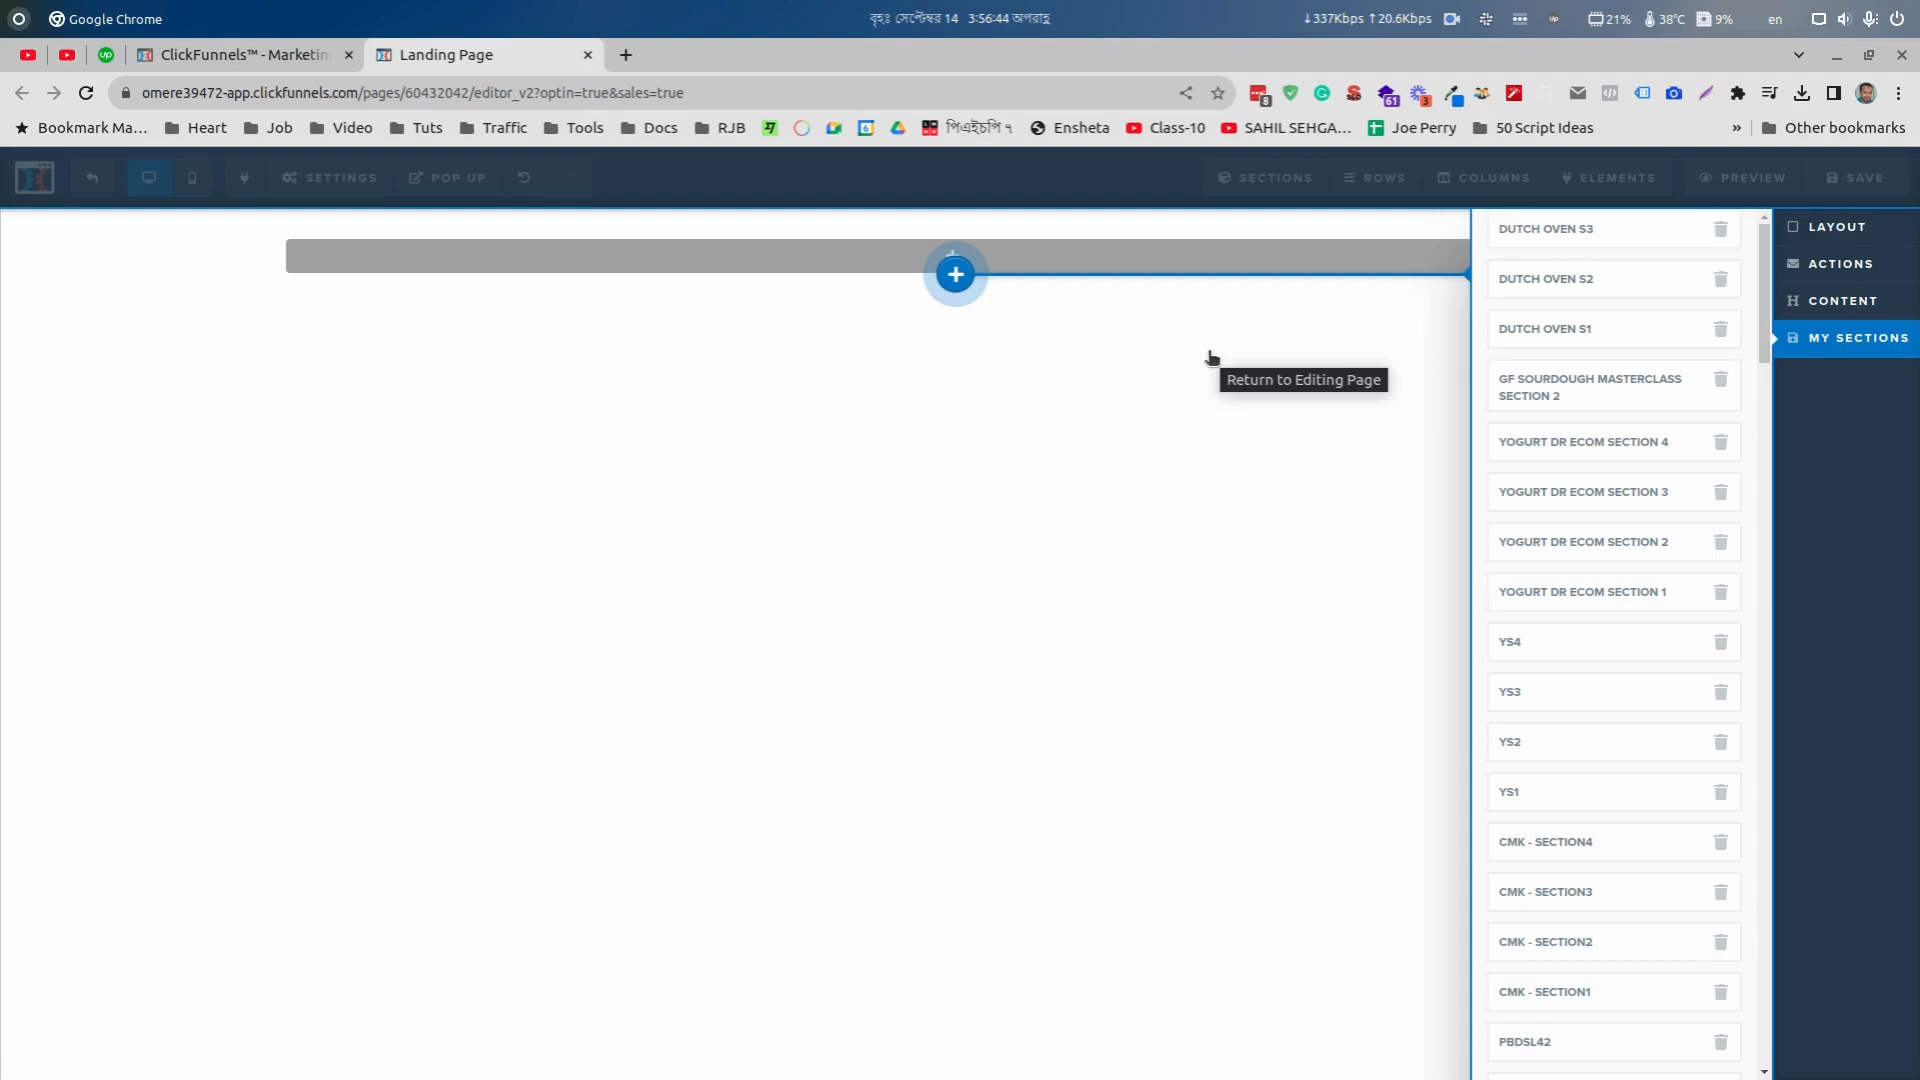 Google Chrome
বৃহঃ সেপ্টেম্বর 14 3:56:44 অপরাহ্ণ
↓337Kbps ↑20.6Kbps
21%
38°C
9%
en
ClickFunnels™ - Marketin
Landing Page
omere39472-app.clickfunnels.com/pages/60432042/editor_v2?optin=true&sales=true
8
61
3
Bookmark Ma...
Heart
Job
Video
Tuts
Traffic
Tools
Docs
RJB
পিএইচপি ৭
Ensheta
Class-10
SAHIL SEHGA...
Joe Perry
50 Script Ideas
»
Other bookmarks
SETTINGS
POP UP
SECTIONS
ROWS
COLUMNS
ELEMENTS
PREVIEW
SAVE
Return to Editing Page
DUTCH OVEN S3
DUTCH OVEN S2
DUTCH OVEN S1
GF SOURDOUGH MASTERCLASS
SECTION 2
YOGURT DR ECOM SECTION 4
YOGURT DR ECOM SECTION 3
YOGURT DR ECOM SECTION 2
YOGURT DR ECOM SECTION 1
YS4
YS3
YS2
YS1
CMK - SECTION4
CMK - SECTION3
CMK - SECTION2
CMK - SECTION1
PBDSL42
LAYOUT
ACTIONS
CONTENT
MY SECTIONS